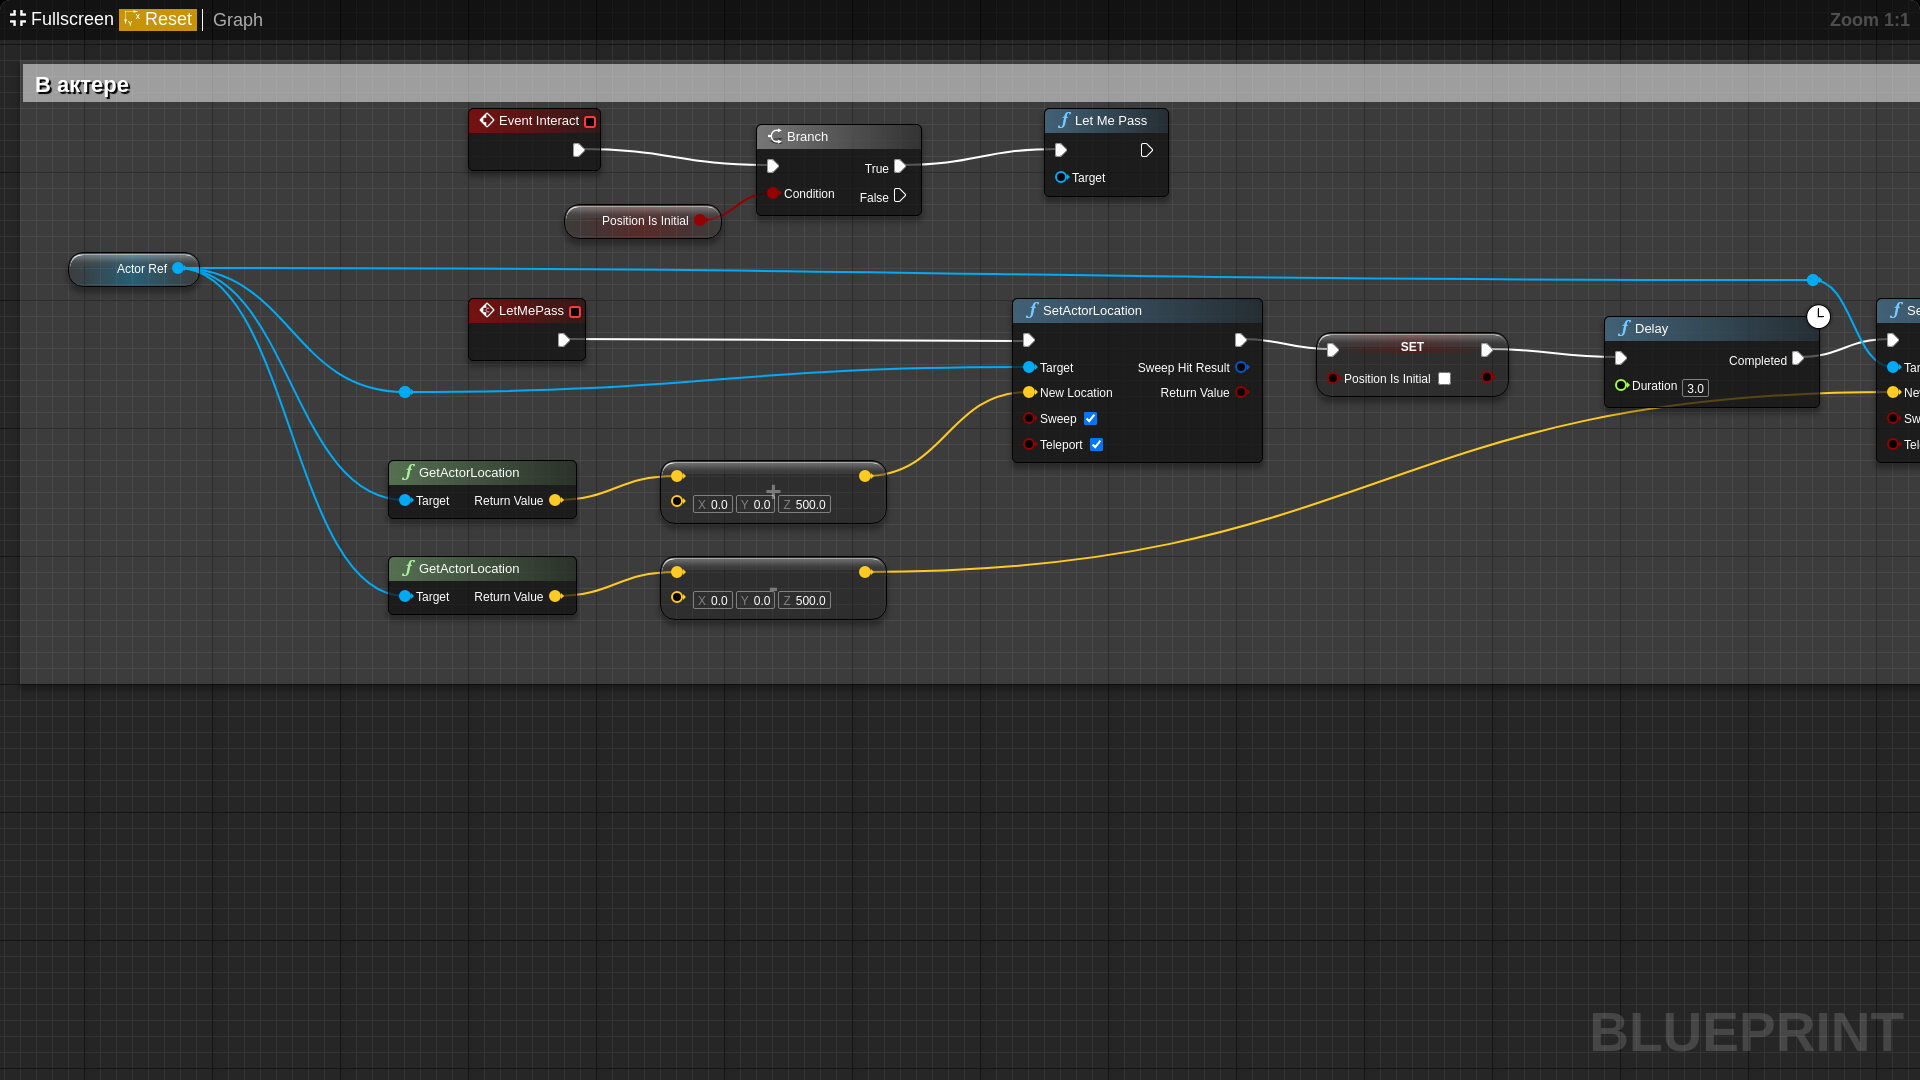 Fullscreen Reset Graph Zoom 1:1
В актере
Event Interact
Branch
True
Condition
False
Let Me Pass
Target
Position Is Initial
Actor Ref
LetMePass
SetActorLocation
Target Sweep Hit Result
New Location Return Value
Sweep
Teleport
SET
Position Is Initial
Delay
Completed
Duration 3.0
Se
Tar
Ne
Sw
Tel
GetActorLocation
Target Return Value
+
X 0.0 Y 0.0 Z 500.0
GetActorLocation
Target Return Value
-
X 0.0 Y 0.0 Z 500.0
BLUEPRINT